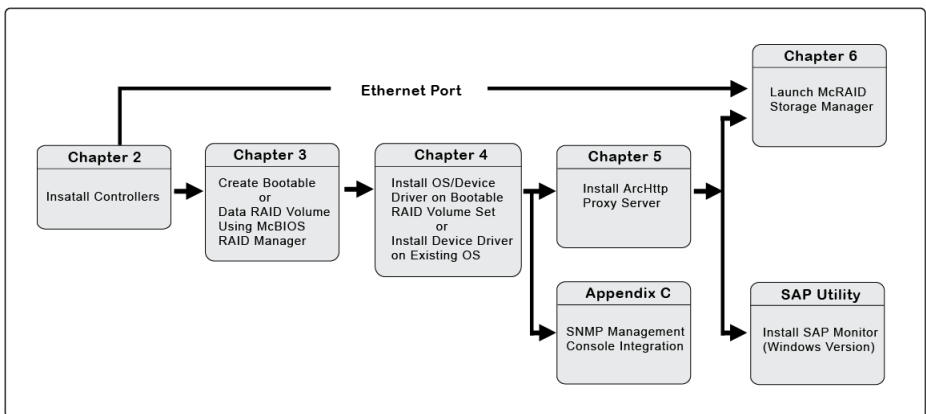 Ethernet Port
Chapter 2
Insatall Controllers
Chapter 3
Create Bootable
or
Data RAID Volume
Using McBIOS
RAID Manager
Chapter 4
Install OS/Device
Driver on Bootable
RAID Volume Set
or
Install Device Driver
on Existing OS
Chapter 5
Install ArcHttp
Proxy Server
Appendix C
SNMP Management
Console Integration
Chapter 6
Launch McRAID
Storage Manager
SAP Utility
Install SAP Monitor
(Windows Version)